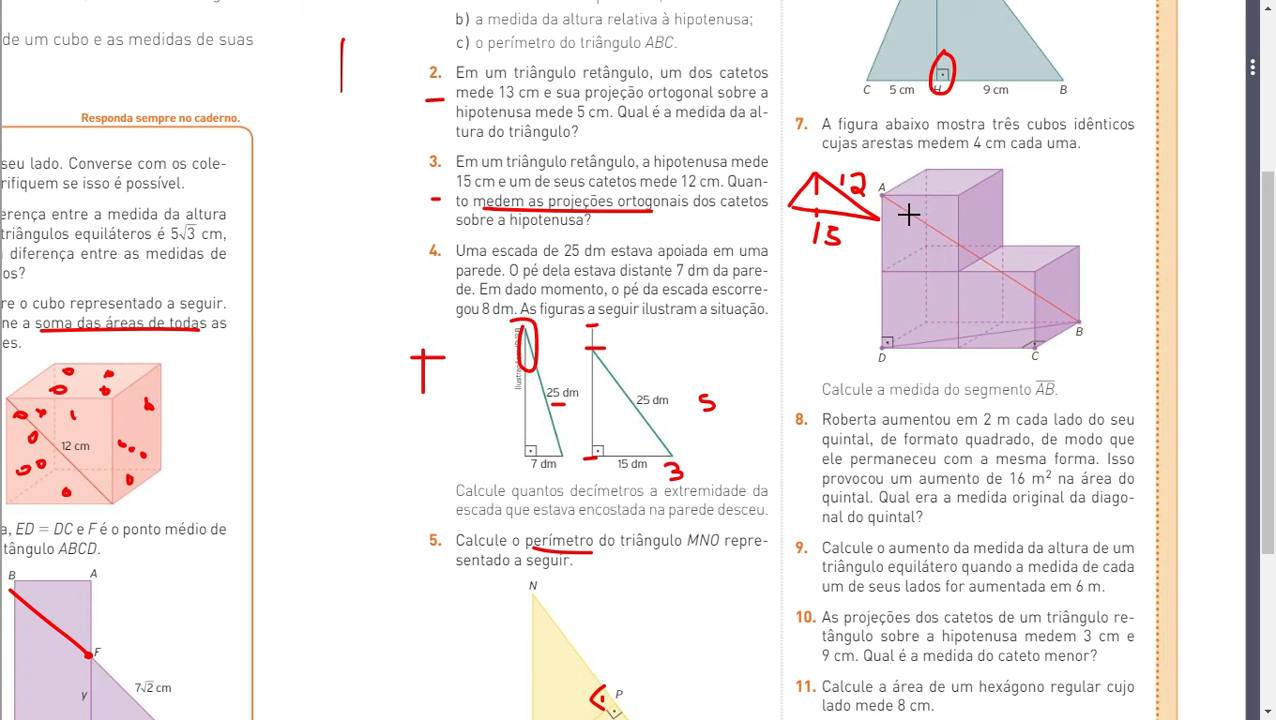 de um cubo e as medidas de suas
Responda sempre no caderno.
seu lado. Converse com os cole-
rifiquem se isso é possível.
erença entre a medida da altura
triângulos equiláteros é 5√3 cm,
diferença entre as medidas de
os?
re o cubo representado a seguir.
ne a soma das áreas de todas as
es.
12 cm
a, ED = DC e F é o ponto médio de
tângulo ABCD.
B
A
F
y
7√2 cm
b) a medida da altura relativa à hipotenusa;
c) o perímetro do triângulo ABC.
2. Em um triângulo retângulo, um dos catetos
mede 13 cm e sua projeção ortogonal sobre a
hipotenusa mede 5 cm. Qual é a medida da al-
tura do triângulo?
3. Em um triângulo retângulo, a hipotenusa mede
15 cm e um de seus catetos mede 12 cm. Quan-
to medem as projeções ortogonais dos catetos
sobre a hipotenusa?
4. Uma escada de 25 dm estava apoiada em uma
parede. O pé dela estava distante 7 dm da pare-
de. Em dado momento, o pé da escada escorre-
gou 8 dm. As figuras a seguir ilustram a situação.
25 dm
7 dm
25 dm
15 dm
5
3
Calcule quantos decímetros a extremidade da
escada que estava encostada na parede desceu.
5. Calcule o perímetro do triângulo MNO repre-
sentado a seguir.
N
P
C
5 cm
H
9 cm
B
7. A figura abaixo mostra três cubos idênticos
cujas arestas medem 4 cm cada uma.
12
15
A
B
D
C
Calcule a medida do segmento AB.
8. Roberta aumentou em 2 m cada lado do seu
quintal, de formato quadrado, de modo que
ele permaneceu com a mesma forma. Isso
provocou um aumento de 16 m² na área do
quintal. Qual era a medida original da diago-
nal do quintal?
9. Calcule o aumento da medida da altura de um
triângulo equilátero quando a medida de cada
um de seus lados for aumentada em 6 m.
10. As projeções dos catetos de um triângulo re-
tângulo sobre a hipotenusa medem 3 cm e
9 cm. Qual é a medida do cateto menor?
11. Calcule a área de um hexágono regular cujo
lado mede 8 cm.